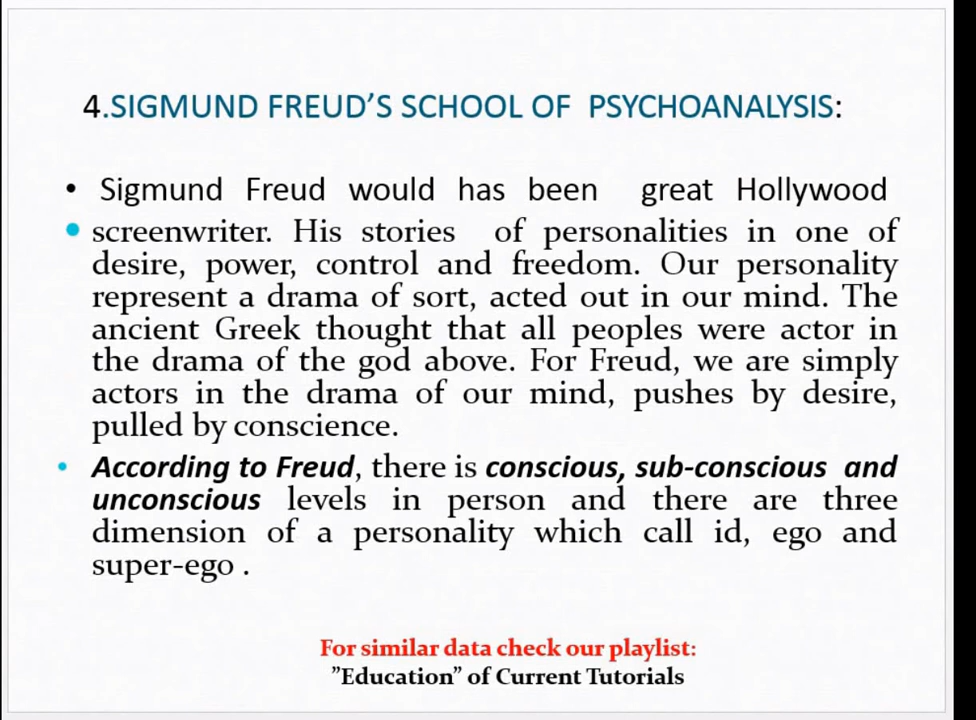 4.SIGMUND FREUD’S SCHOOL OF PSYCHOANALYSIS:
• Sigmund Freud would has been great Hollywood
• screenwriter. His stories of personalities in one of
desire, power, control and freedom. Our personality
represent a drama of sort, acted out in our mind. The
ancient Greek thought that all peoples were actor in
the drama of the god above. For Freud, we are simply
actors in the drama of our mind, pushes by desire,
pulled by conscience.
• According to Freud, there is conscious, sub-conscious and
unconscious levels in person and there are three
dimension of a personality which call id, ego and
super-ego .
For similar data check our playlist:
”Education” of Current Tutorials